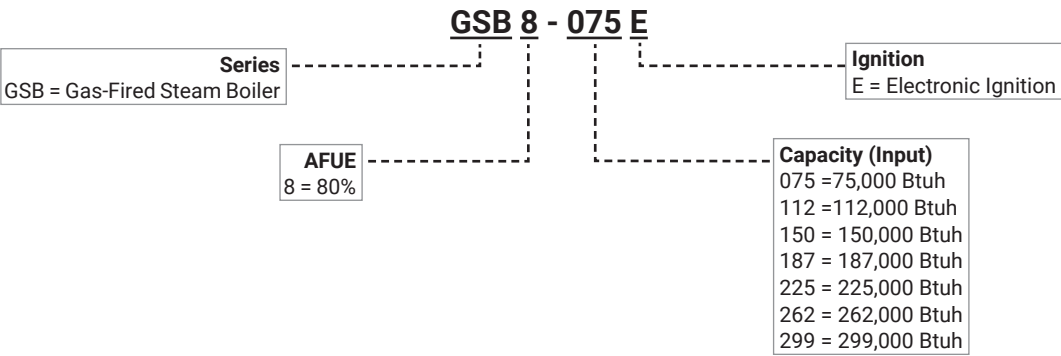 GSB 8 - 075 E
Series
GSB = Gas-Fired Steam Boiler
Ignition
E = Electronic Ignition
AFUE
8 = 80%
Capacity (Input)
075 =75,000 Btuh
112 =112,000 Btuh
150 = 150,000 Btuh
187 = 187,000 Btuh
225 = 225,000 Btuh
262 = 262,000 Btuh
299 = 299,000 Btuh